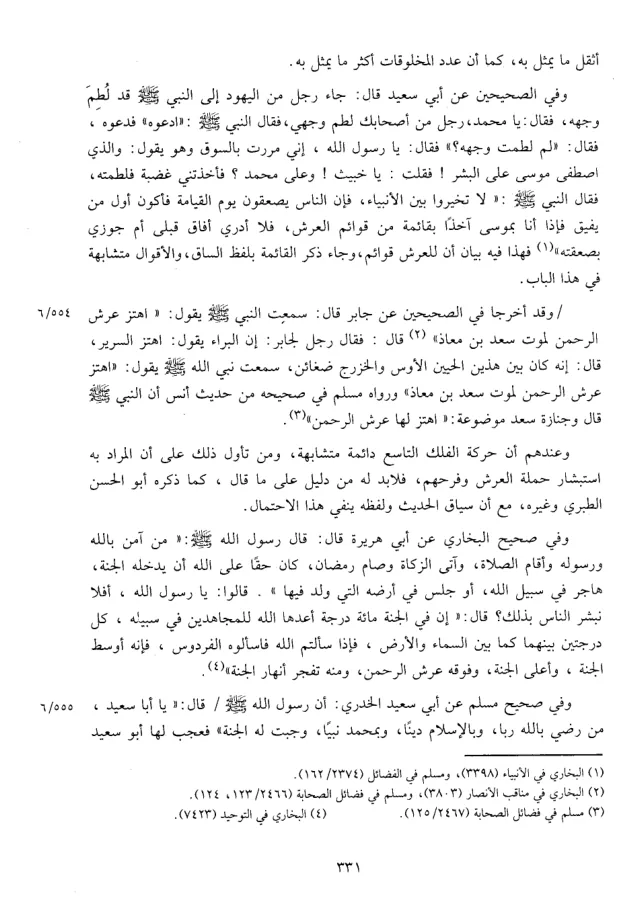 أثقل ما يمثل به، كما أن عدد المخلوقات أكثر ما يمثل به.
وفي الصحيحين عن أبي سعيد قال: جاء رجل من اليهود إلى النبي ﷺ قد لُطِمَ
وجهه، فقال: يا محمد، رجل من أصحابك لطم وجهي، فقال النبي ﷺ :«ادعوه» فدعوه ،
فقال: «لم لطمت وجهه؟» فقال: يا رسول الله ، إني مررت بالسوق وهو يقول: والذي
اصطفى موسى على البشر ! فقلت : يا خبيث ! وعلى محمد ؟ فأخذتني غضبة فلطمته،
فقال النبي ﷺ :« لا تخيروا بين الأنبياء، فإن الناس يصعقون يوم القيامة فأكون أول من
يفيق فإذا أنا بموسى آخذًا بقائمة من قوائم العرش، فلا أدري أفاق قبلي أم جوزي
بصعقته»(١) فهذا فيه بيان أن للعرش قوائم، وجاء ذكر القائمة بلفظ الساق، والأقوال متشابهة
في هذا الباب.
/ وقد أخرجا في الصحيحين عن جابر قال: سمعت النبي ﷺ يقول: « اهتز عرش ٦/٥٥٤
الرحمن لموت سعد بن معاذ» (٢) قال : فقال رجل لجابر: إن البراء يقول: اهتز السرير،
قال: إنه كان بين هذين الحيين الأوس والخزرج ضغائن، سمعت نبي الله ﷺ يقول: «اهتز
عرش الرحمن لموت سعد بن معاذ» ورواه مسلم في صحيحه من حديث أنس أن النبي ﷺ
قال وجنازة سعد موضوعة:« اهتز لها عرش الرحمن»(٣).
وعندهم أن حركة الفلك التاسع دائمة متشابهة، ومن تأول ذلك على أن المراد به
استبشار حملة العرش وفرحهم، فلابد له من دليل على ما قال ، كما ذكره أبو الحسن
الطبري وغيره، مع أن سياق الحديث ولفظه ينفي هذا الاحتمال.
وفي صحيح البخاري عن أبي هريرة قال: قال رسول الله ﷺ:« من آمن بالله
ورسوله وأقام الصلاة، وآتى الزكاة وصام رمضان، كان حقًا على الله أن يدخله الجنة،
هاجر في سبيل الله، أو جلس في أرضه التي ولد فيها » . قالوا: يا رسول الله ، أفلا
نبشر الناس بذلك؟ قال:« إن في الجنة مائة درجة أعدها الله للمجاهدين في سبيله ، كل
درجتين بينهما كما بين السماء والأرض ، فإذا سألتم الله فاسألوه الفردوس ، فإنه أوسط
الجنة ، وأعلى الجنة، وفوقه عرش الرحمن، ومنه تفجر أنهار الجنة»(٤).
وفي صحيح مسلم عن أبي سعيد الخدري: أن رسول الله ﷺ / قال:« يا أبا سعيد ، ٦/٥٥٥
من رضي بالله ربا، وبالإسلام دينًا، وبمحمد نبيًا، وجبت له الجنة» فعجب لها أبو سعيد
(١) البخاري في الأنبياء (٣٣٩٨)، ومسلم في الفضائل (١٦٢/٢٣٧٤).
(٢) البخاري في مناقب الأنصار (٣٨٠٣)، ومسلم في فضائل الصحابة (١٢٣/٢٤٦٦، ١٢٤).
(٣) مسلم في فضائل الصحابة (١٢٥/٢٤٦٧). (٤) البخاري في التوحيد (٧٤٢٣).
٣٣١